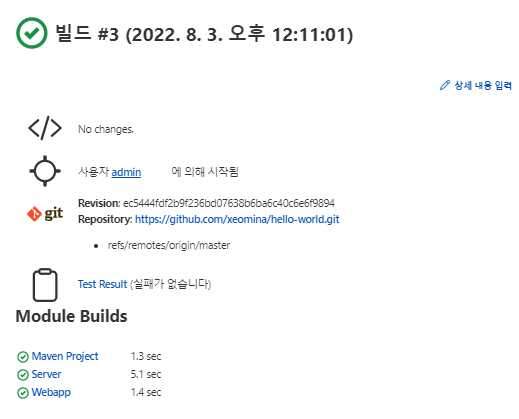 빌드 #3 (2022. 8. 3. 오후 12:11:01)
상세 내용 입력
No changes.
사용자 admin 에 의해 시작됨
git
Revision: ec5444fdf2b9f236bd07638b6ba6c40c6e6f9894
Repository: https://github.com/xeomina/hello-world.git
• refs/remotes/origin/master
Test Result (실패가 없습니다)
Module Builds
Maven Project 1.3 sec
Server 5.1 sec
Webapp 1.4 sec